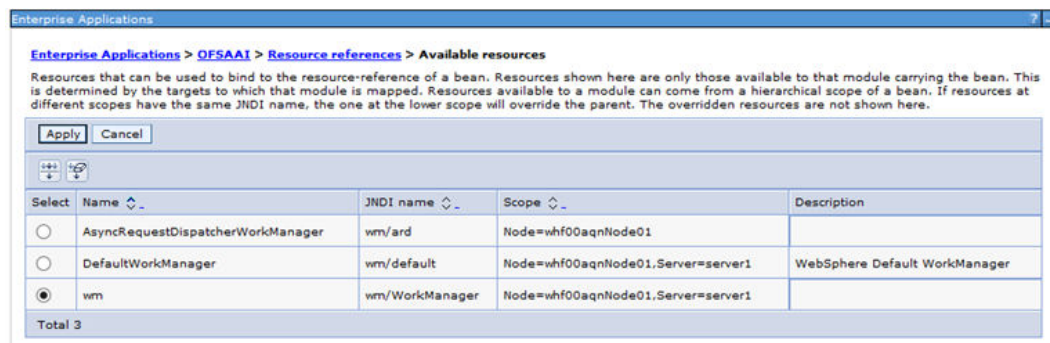 Enterprise Applications ? -
Enterprise Applications > OFSAAI > Resource references > Available resources
Resources that can be used to bind to the resource-reference of a bean. Resources shown here are only those available to that module carrying the bean. This
is determined by the targets to which that module is mapped. Resources available to a module can come from a hierarchical scope of a bean. If resources at
different scopes have the same JNDI name, the one at the lower scope will override the parent. The overridden resources are not shown here.
Apply Cancel
Select Name JNDI name Scope Description
AsyncRequestDispatcherWorkManager wm/ard Node=whf00aqnNode01
DefaultWorkManager wm/default Node=whf00aqnNode01,Server=server1 WebSphere Default WorkManager
wm wm/WorkManager Node=whf00aqnNode01,Server=server1
Total 3